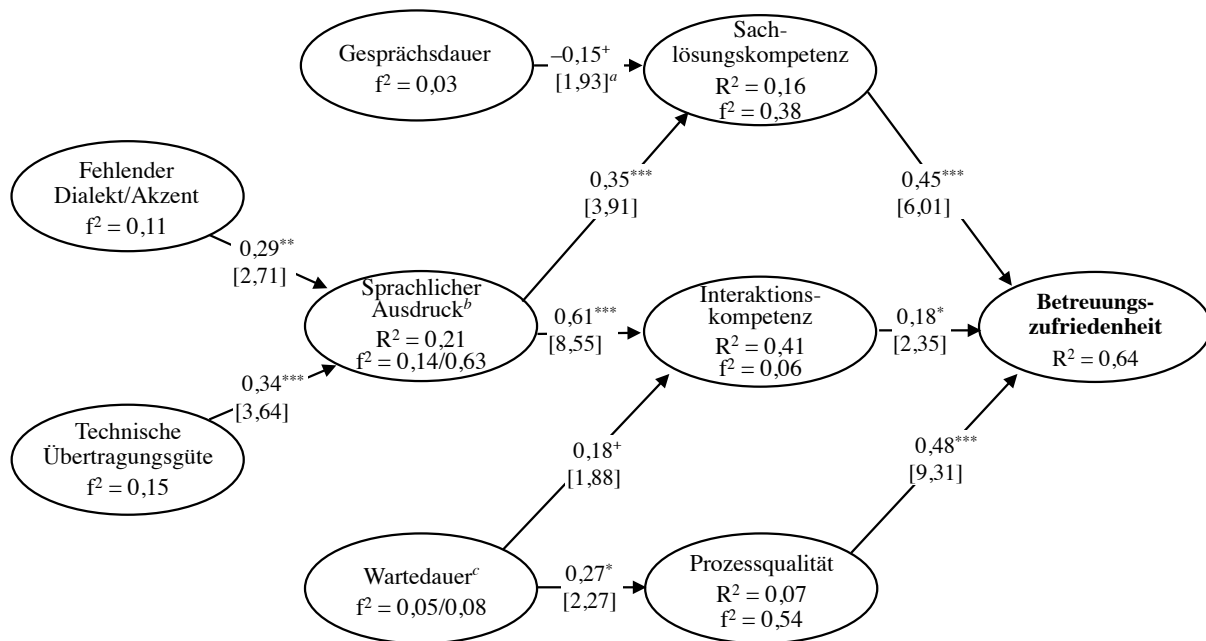 Gesprächsdauer
f² = 0,03
–0,15⁺
[1,93]ᵃ
Sach-
lösungskompetenz
R² = 0,16
f² = 0,38
Fehlender
Dialekt/Akzent
f² = 0,11
0,29**
[2,71]
0,35***
[3,91]
0,45***
[6,01]
Sprachlicher
Ausdruckᵇ
R² = 0,21
f² = 0,14/0,63
0,61***
[8,55]
Interaktions-
kompetenz
R² = 0,41
f² = 0,06
0,18*
[2,35]
Betreuungs-
zufriedenheit
R² = 0,64
0,34***
[3,64]
Technische
Übertragungsgüte
f² = 0,15
0,18⁺
[1,88]
0,48***
[9,31]
Wartedauerᶜ
f² = 0,05/0,08
0,27*
[2,27]
Prozessqualität
R² = 0,07
f² = 0,54